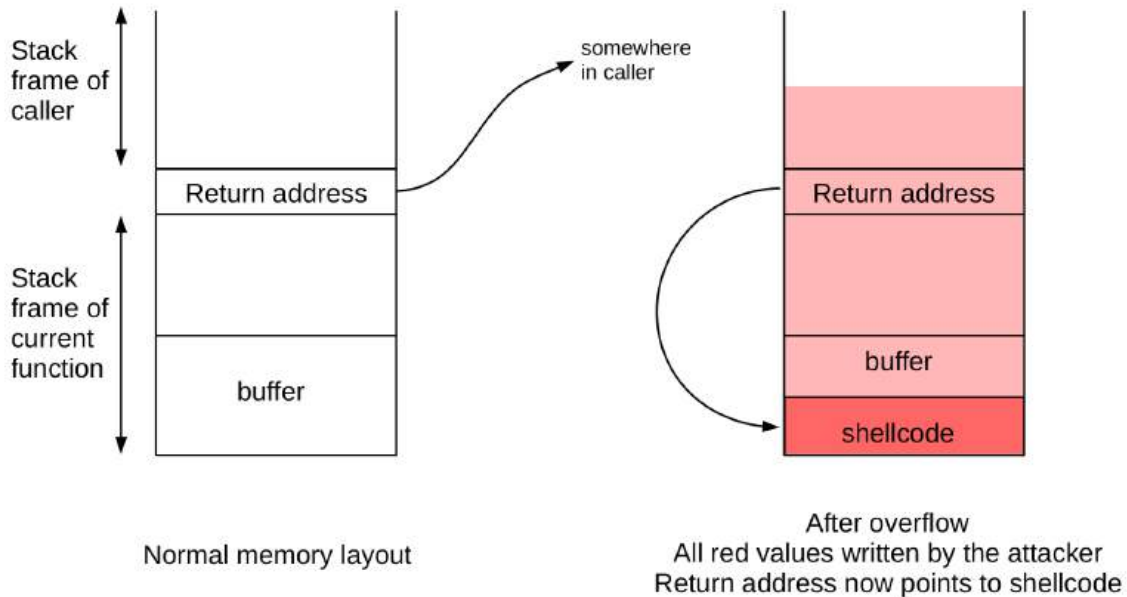 Stack
frame of
caller
Return address
somewhere
in caller
Stack
frame of
current
function
buffer
Normal memory layout
Return address
buffer
shellcode
After overflow
All red values written by the attacker
Return address now points to shellcode